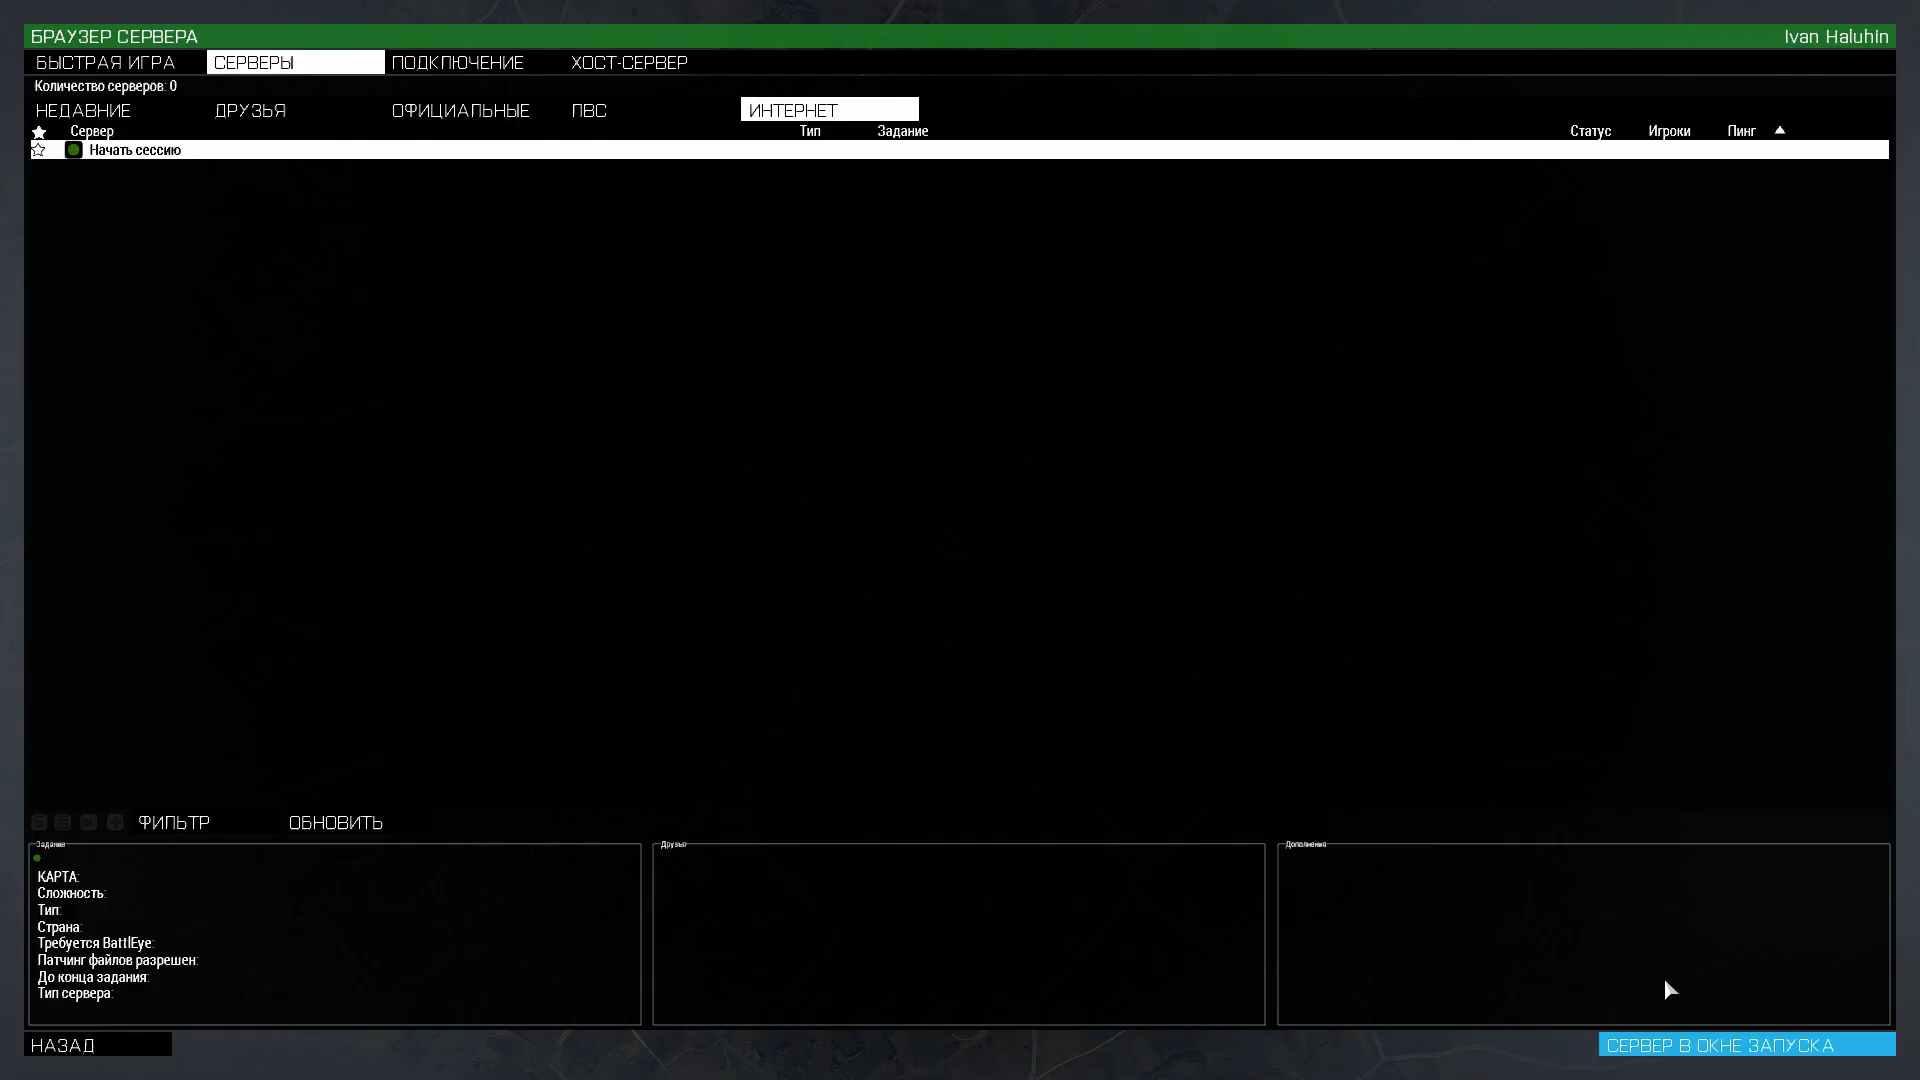 БРАУЗЕР СЕРВЕРА Ivan Haluhin
БЫСТРАЯ ИГРА СЕРВЕРЫ ПОДКЛЮЧЕНИЕ ХОСТ-СЕРВЕР
Количество серверов: 0
НЕДАВНИЕ ДРУЗЬЯ ОФИЦИАЛЬНЫЕ ЛВС ИНТЕРНЕТ
Сервер Тип Задание Статус Игроки Пинг
Начать сессию
ФИЛЬТР ОБНОВИТЬ
Задание Друзья Дополнения
КАРТА:
Сложность:
Тип:
Страна:
Требуется BattlEye:
Патчинг файлов разрешен:
До конца задания:
Тип сервера:
НАЗАД СЕРВЕР В ОКНЕ ЗАПУСКА